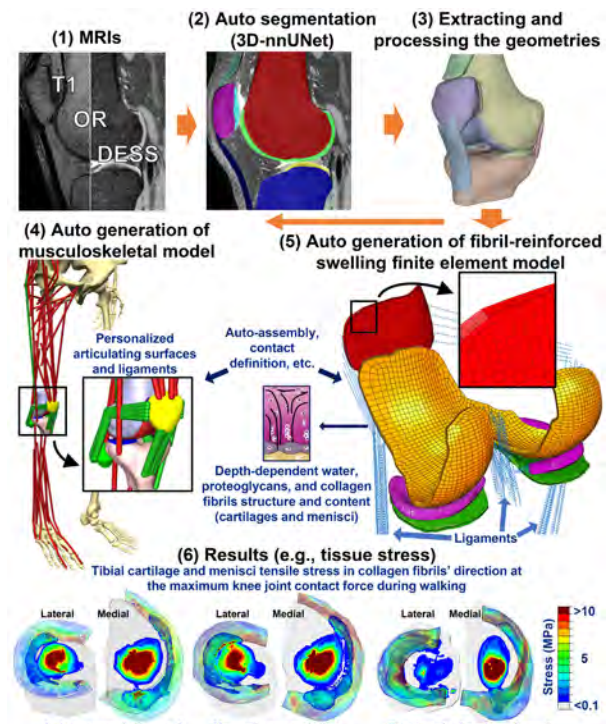 (1) MRIs
T1
OR
DESS
(2) Auto segmentation
(3D-nnUNet)
(3) Extracting and
processing the geometries
(4) Auto generation of
musculoskeletal model
Personalized
articulating surfaces
and ligaments
(5) Auto generation of fibril-reinforced
swelling finite element model
Auto-assembly,
contact
definition, etc.
Depth-dependent water,
proteoglycans, and collagen
fibrils structure and content
(cartilages and menisci)
Ligaments
(6) Results (e.g., tissue stress)
Tibial cartilage and menisci tensile stress in collagen fibrils' direction at
the maximum knee joint contact force during walking
Lateral Medial
Lateral Medial
Lateral Medial
Stress (MPa)
>10
5
<0.1